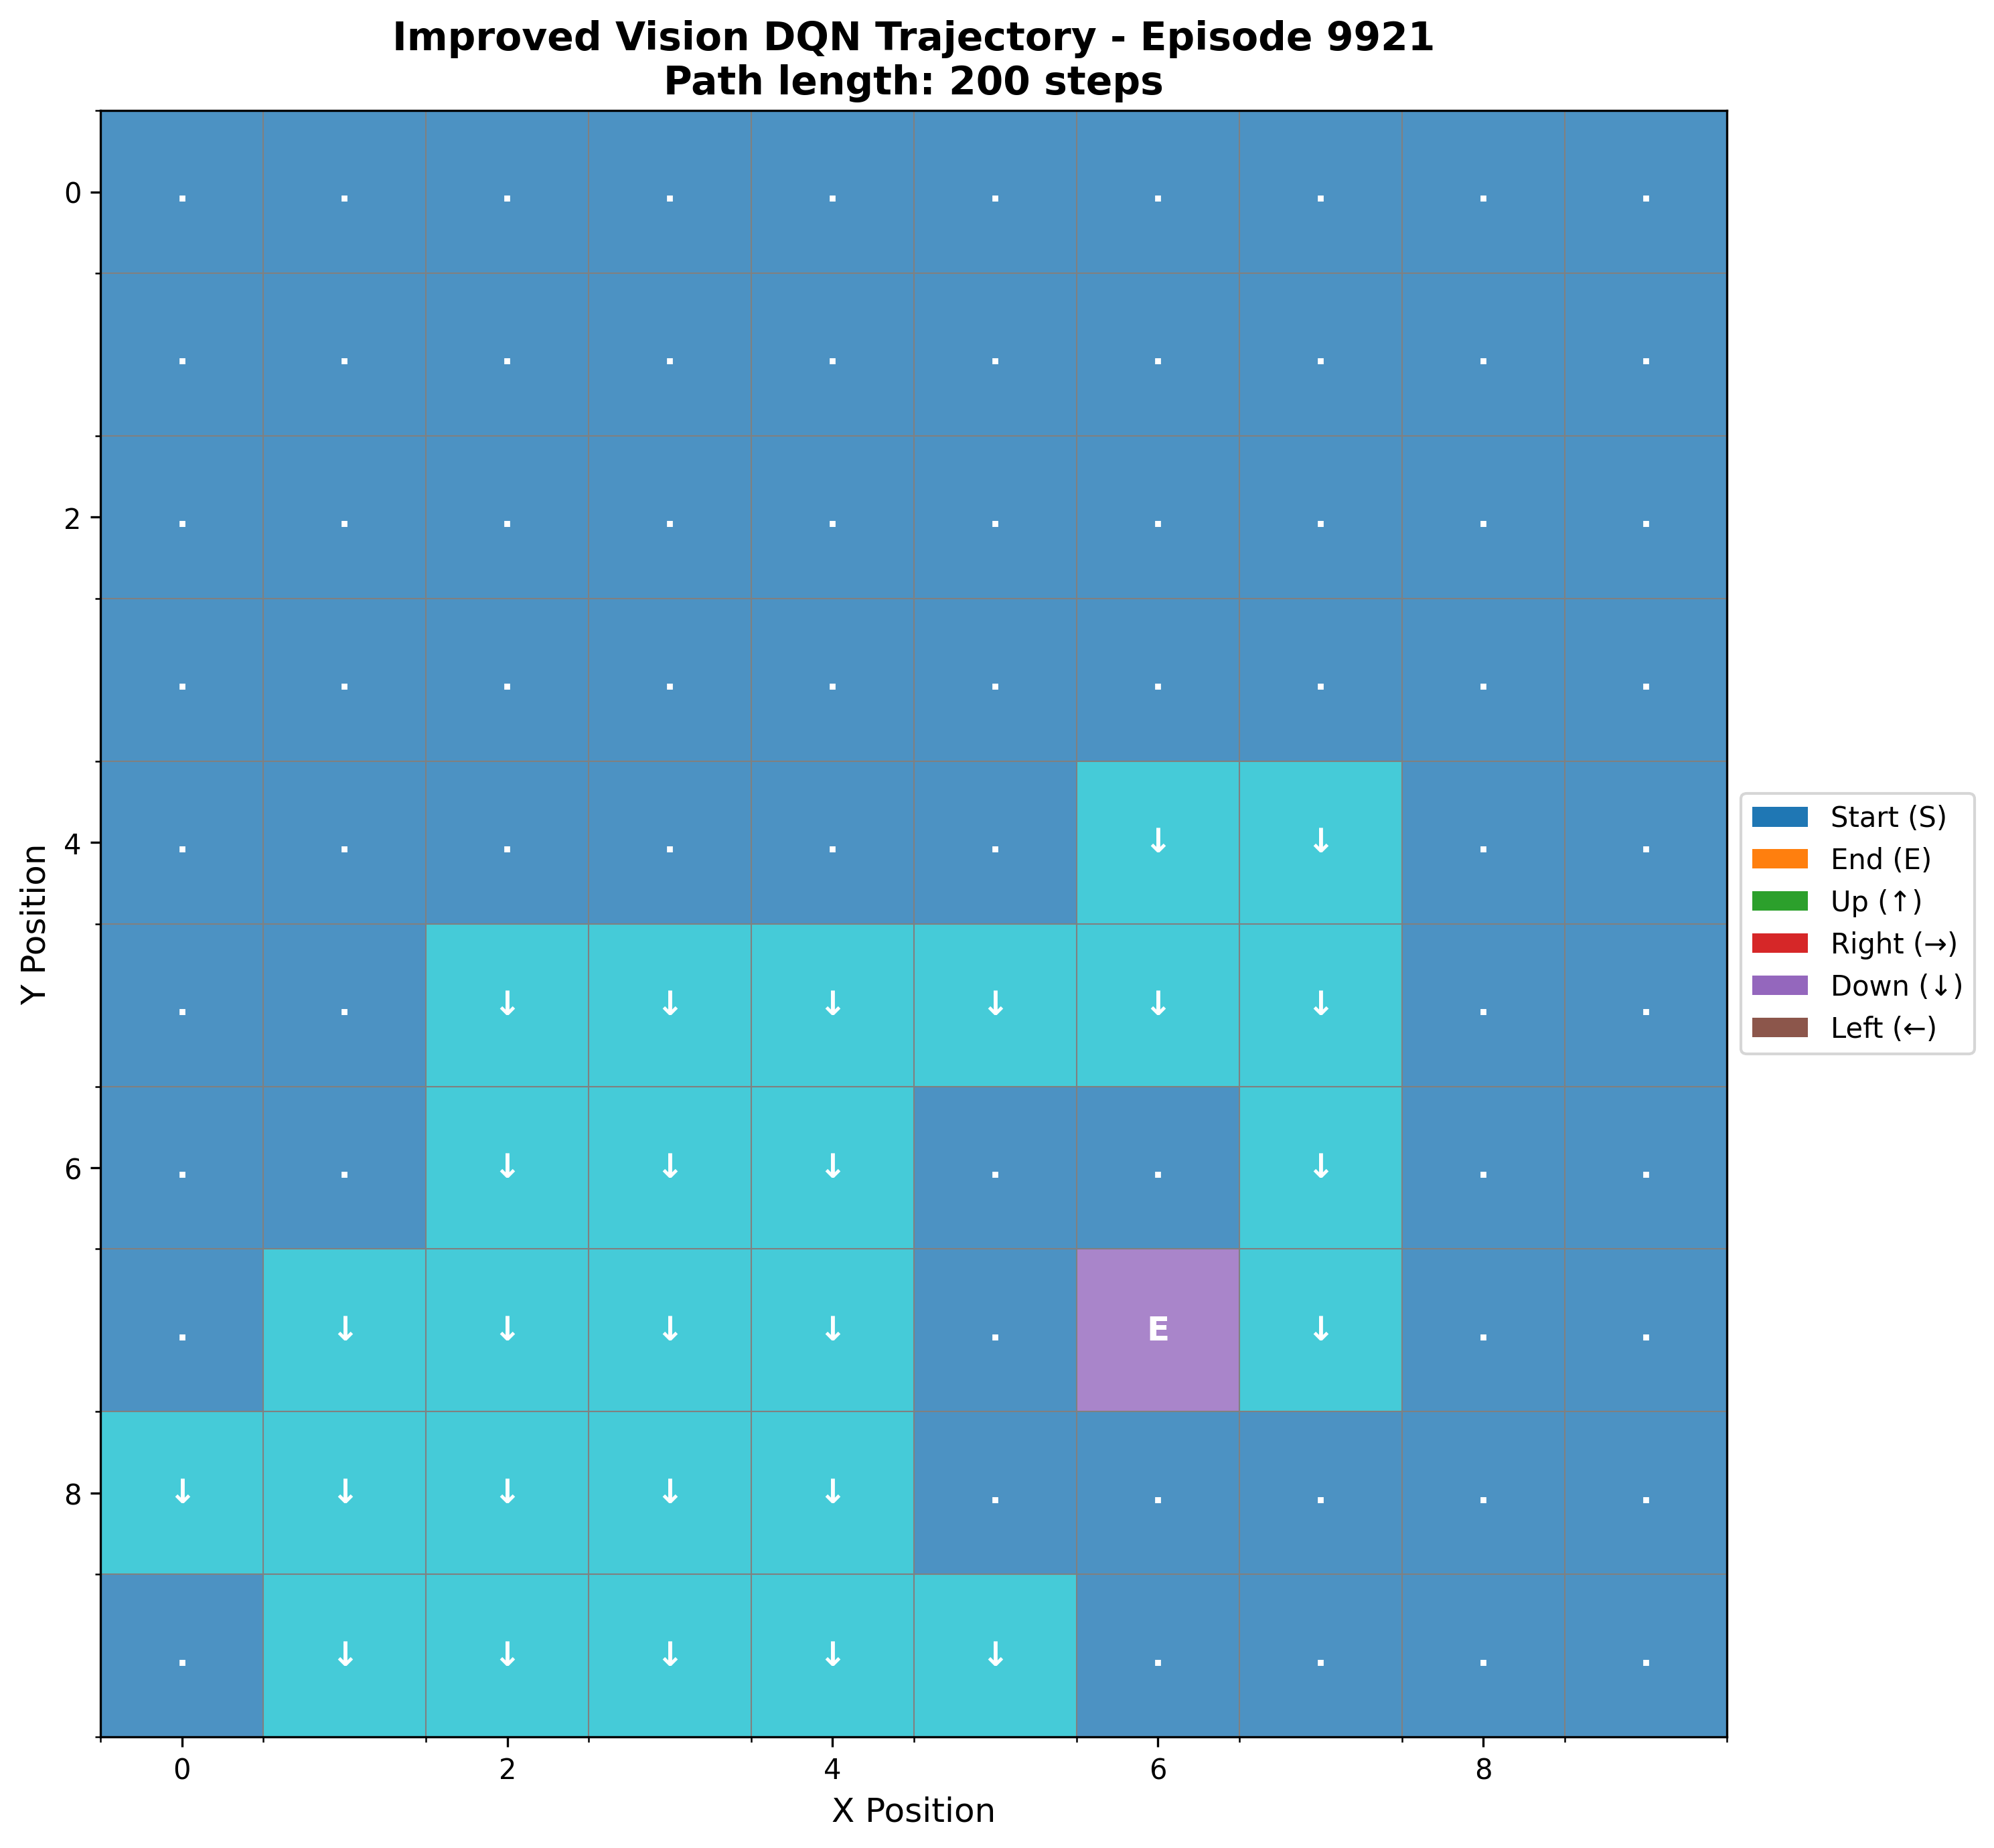 Improved Vision DQN Trajectory - Episode 9921
Path length: 200 steps
0 . . . . . . . . . .
. . . . . . . . . .
2 . . . . . . . . . .
. . . . . . . . . .
4 . . . . . . ↓ ↓ . .
. . ↓ ↓ ↓ ↓ ↓ ↓ . .
6 . . ↓ ↓ ↓ . . ↓ . .
. ↓ ↓ ↓ ↓ . E ↓ . .
8 ↓ ↓ ↓ ↓ ↓ . . . . .
. ↓ ↓ ↓ ↓ ↓ . . . .
0 2 4 6 8
X Position
Y Position
Start (S)
End (E)
Up (↑)
Right (→)
Down (↓)
Left (←)